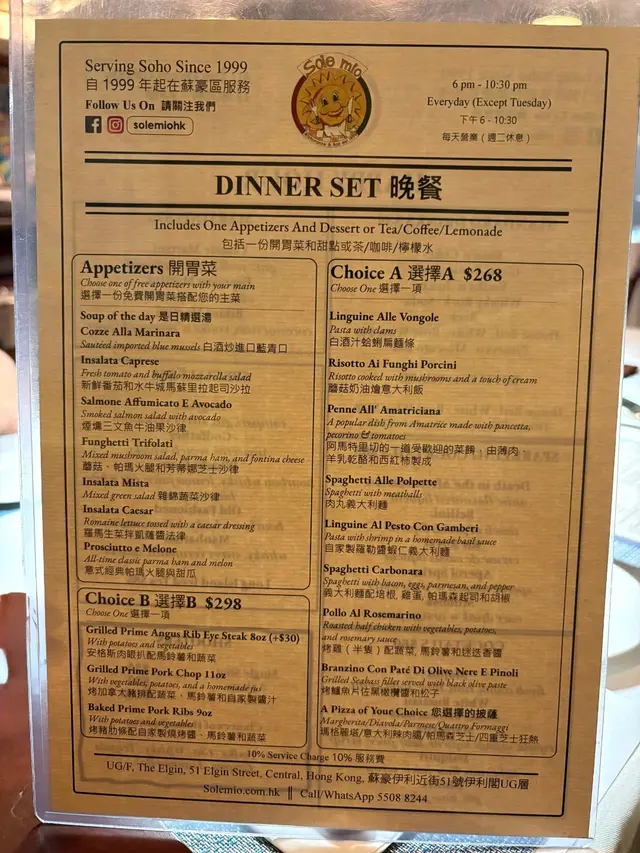 Serving Soho Since 1999
自 1999 年起在蘇豪區服務
Follow Us On 請關注我們
solemiohk
Sole mio
6 pm - 10:30 pm
Everyday (Except Tuesday)
下午 6 - 10:30
每天營業（週二休息）
DINNER SET 晚餐
Includes One Appetizers And Dessert or Tea/Coffee/Lemonade
包括一份開胃菜和甜點或茶/咖啡/檸檬水
Appetizers 開胃菜
Choose one of free appetizers with your main
選擇一份免費開胃菜搭配您的主菜
Soup of the day 是日精選湯
Cozze Alla Marinara
Sautéed imported blue mussels 白酒炒進口藍青口
Insalata Caprese
Fresh tomato and buffalo mozzarella salad
新鮮番茄和水牛城馬蘇里拉起司沙拉
Salmone Affumicato E Avocado
Smoked salmon salad with avocado
煙燻三文魚牛油果沙律
Funghetti Trifolati
Mixed mushroom salad, parma ham, and fontina cheese
蘑菇、帕瑪火腿和芳蒂娜芝士沙律
Insalata Mista
Mixed green salad 雜錦蔬菜沙律
Insalata Caesar
Romaine lettuce tossed with a caesar dressing
羅馬生菜拌凱薩醬法律
Prosciutto e Melone
All-time classic parma ham and melon
意式經典帕瑪火腿與甜瓜
Choice B 選擇B $298
Choose One 選擇一項
Grilled Prime Angus Rib Eye Steak 8oz (+$30)
With potatoes and vegetables
安格斯肉眼扒配馬鈴薯和蔬菜
Grilled Prime Pork Chop 11oz
With vegetables, potatoes, and a homemade jus
烤加拿大豬排配蔬菜、馬鈴薯和自家製醬汁
Baked Prime Pork Ribs 9oz
With potatoes and vegetables
烤豬肋條配自家製燒烤醬、馬鈴薯和蔬菜
Choice A 選擇A $268
Choose One 選擇一項
Linguine Alle Vongole
Pasta with clams
白酒汁蛤蜊扁麵條
Risotto Ai Funghi Porcini
Risotto cooked with mushrooms and a touch of cream
蘑菇奶油燴意大利飯
Penne All' Amatriciana
A popular dish from Amatrice made with pancetta,
pecorino & tomatoes
阿馬特里切的一道受歡迎的菜餚，由薄肉
羊乳乾酪和西紅柿製成
Spaghetti Alle Polpette
Spaghetti with meatballs
肉丸義大利麵
Linguine Al Pesto Con Gamberi
Pasta with shrimp in a homemade basil sauce
自家製羅勒醬蝦仁義大利麵
Spaghetti Carbonara
Spaghetti with bacon, eggs, parmesan, and pepper
義大利麵配培根, 雞蛋, 帕瑪森起司和胡椒
Pollo Al Rosemarino
Roasted half chicken with vegetables, potatoes,
and rosemary sauce
烤雞（半隻）配蔬菜, 馬鈴薯和迷迭香醬
Branzino Con Paté Di Olive Nere E Pinoli
Grilled Seabass fillet served with black olive paste
烤鱸魚片佐黑橄欖醬和松子
A Pizza of Your Choice 您選擇的披薩
Margherita/Diavola/Parmese/Quattro Formaggi
瑪格麗塔/意大利辣肉腸/帕馬森芝士/四重芝士狂熱
10% Service Charge 10% 服務費
UG/F, The Elgin, 51 Elgin Street, Central, Hong Kong, 蘇豪伊利近街51號伊利閣UG層
Solemio.com.hk ║ Call/WhatsApp 5508 8244